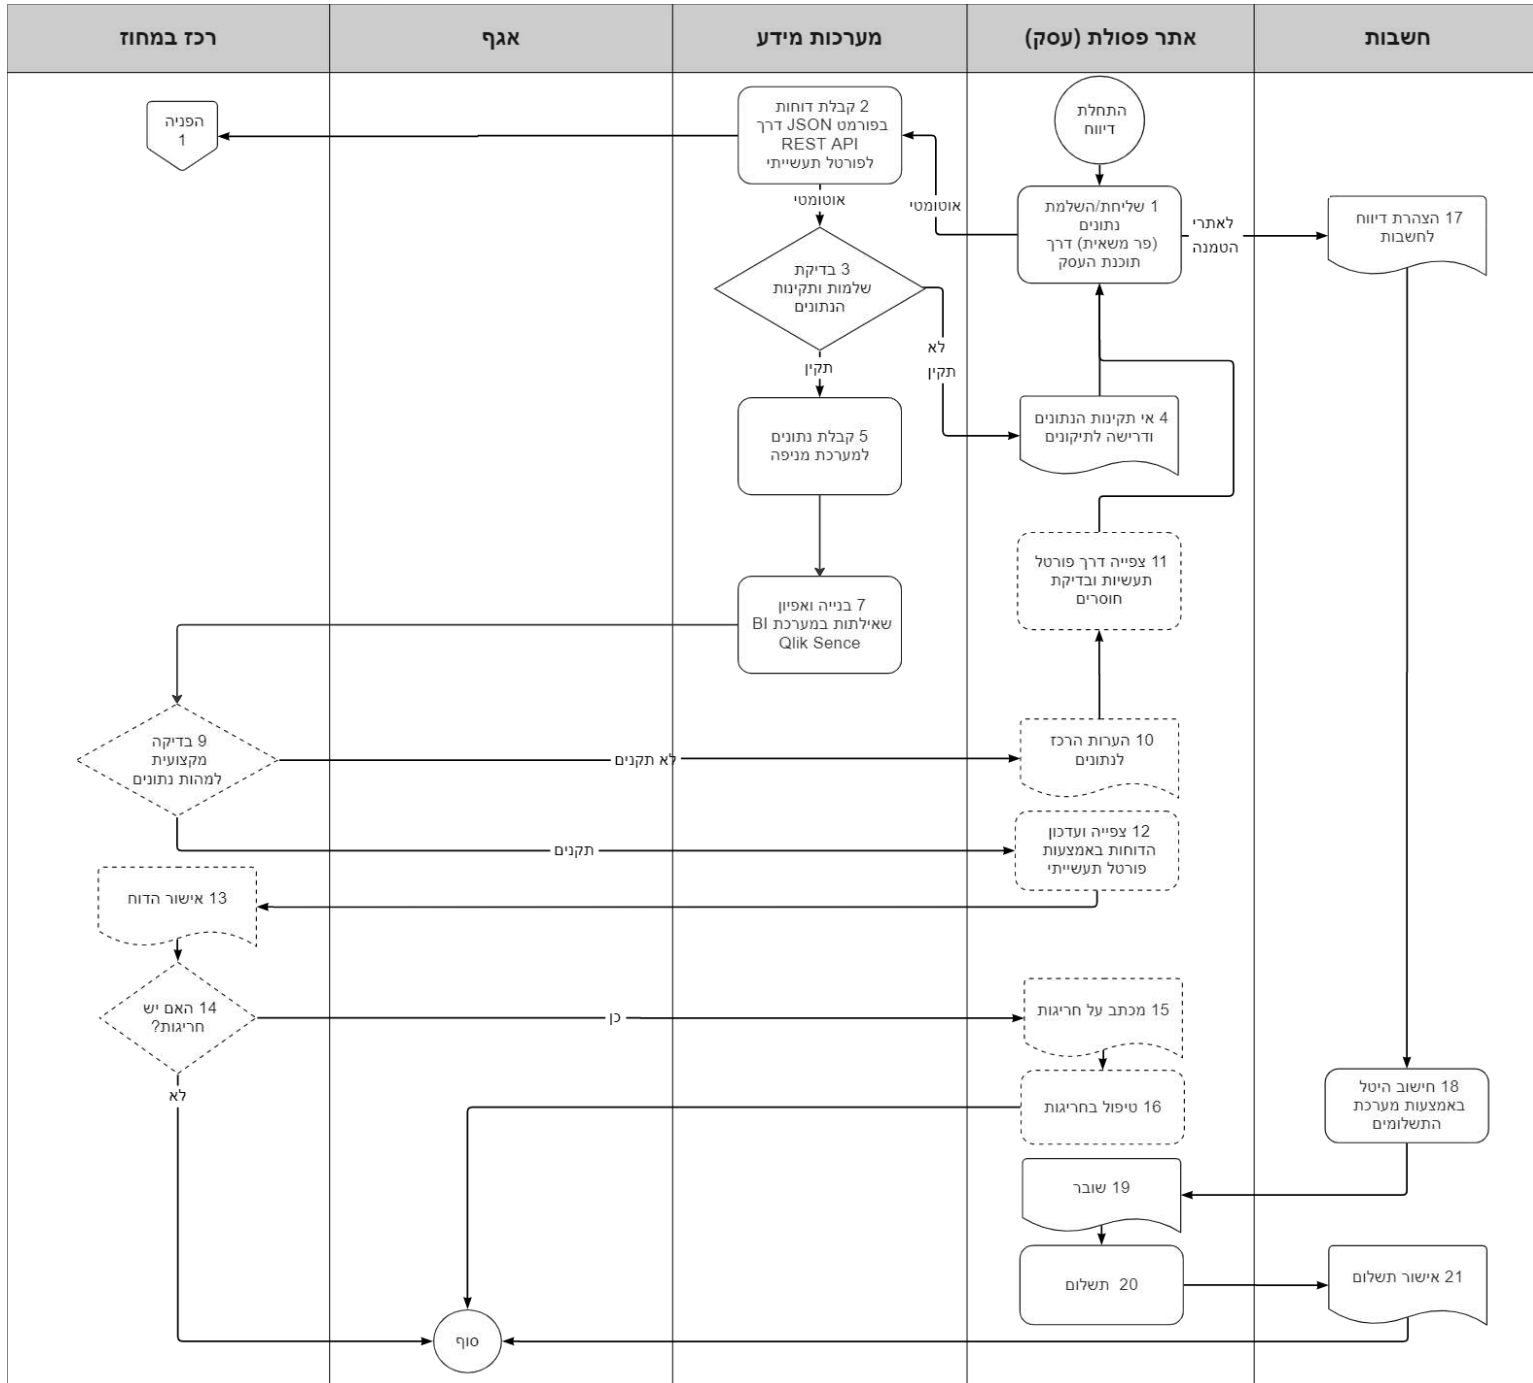 חשבות
אתר פסולת (עסק)
מערכות מידע
אגף
רכז במחוז
התחלת
דיווח
2 קבלת דוחות
בפורמט JSON דרך
REST API
לפורטל תעשייתי
הפניה
1
אוטומטי
אוטומטי
1 שליחת/השלמת
נתונים
(פר משאית) דרך
תוכנת העסק
לאתרי
הטמנה
17 הצהרת דיווח
לחשבות
3 בדיקת
שלמות ותקינות
הנתונים
לא
תקין
תקין
4 אי תקינות הנתונים
ודרישה לתיקונים
5 קבלת נתונים
למערכת מניפה
11 צפייה דרך פורטל
תעשיות ובדיקת
חוסרים
7 בנייה ואפיון
שאילתות במערכת BI
Qlik Sence
9 בדיקה
מקצועית
למהות נתונים
לא תקנים
10 הערות הרכז
לנתונים
תקנים
12 צפייה ועדכון
הדוחות באמצעות
פורטל תעשייתי
13 אישור הדוח
14 האם יש
חריגות?
כן
15 מכתב על חריגות
לא
16 טיפול בחריגות
18 חישוב היטל
באמצעות מערכת
התשלומים
19 שובר
20 תשלום
21 אישור תשלום
סוף